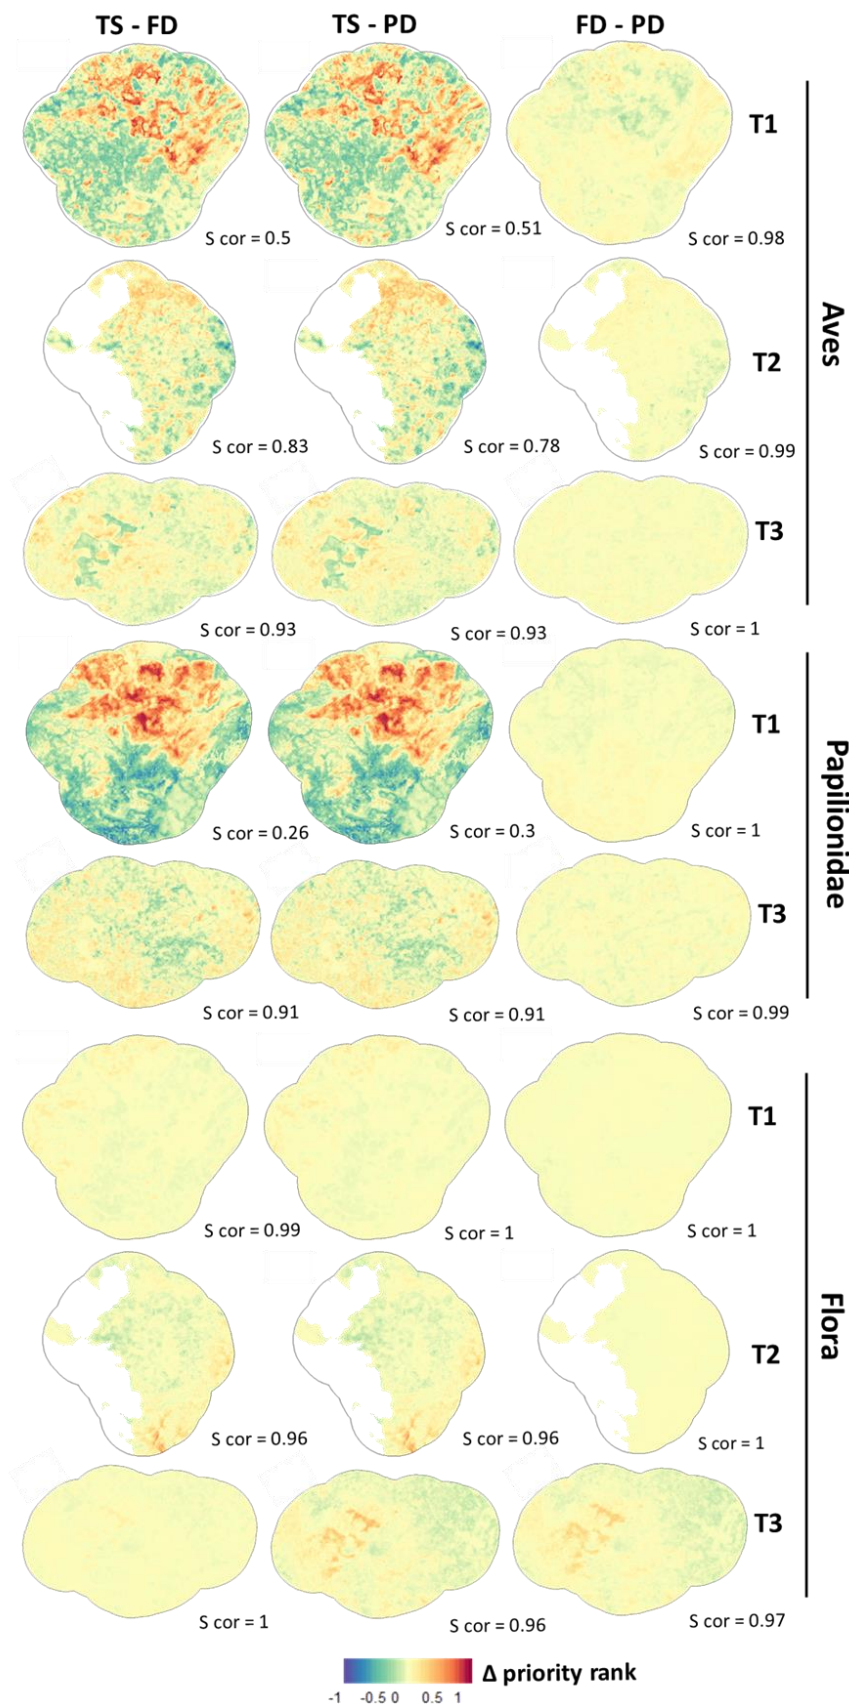 TS - FD TS - PD FD - PD
T1
S cor = 0.5 S cor = 0.51 S cor = 0.98
T2
S cor = 0.83 S cor = 0.78 S cor = 0.99
T3
S cor = 0.93 S cor = 0.93 S cor = 1
Aves
T1
S cor = 0.26 S cor = 0.3 S cor = 1
T3
S cor = 0.91 S cor = 0.91 S cor = 0.99
Papilionidae
T1
S cor = 0.99 S cor = 1 S cor = 1
T2
S cor = 0.96 S cor = 0.96 S cor = 1
T3
S cor = 1 S cor = 0.96 S cor = 0.97
Flora
Δ priority rank
-1 -0.5 0 0.5 1